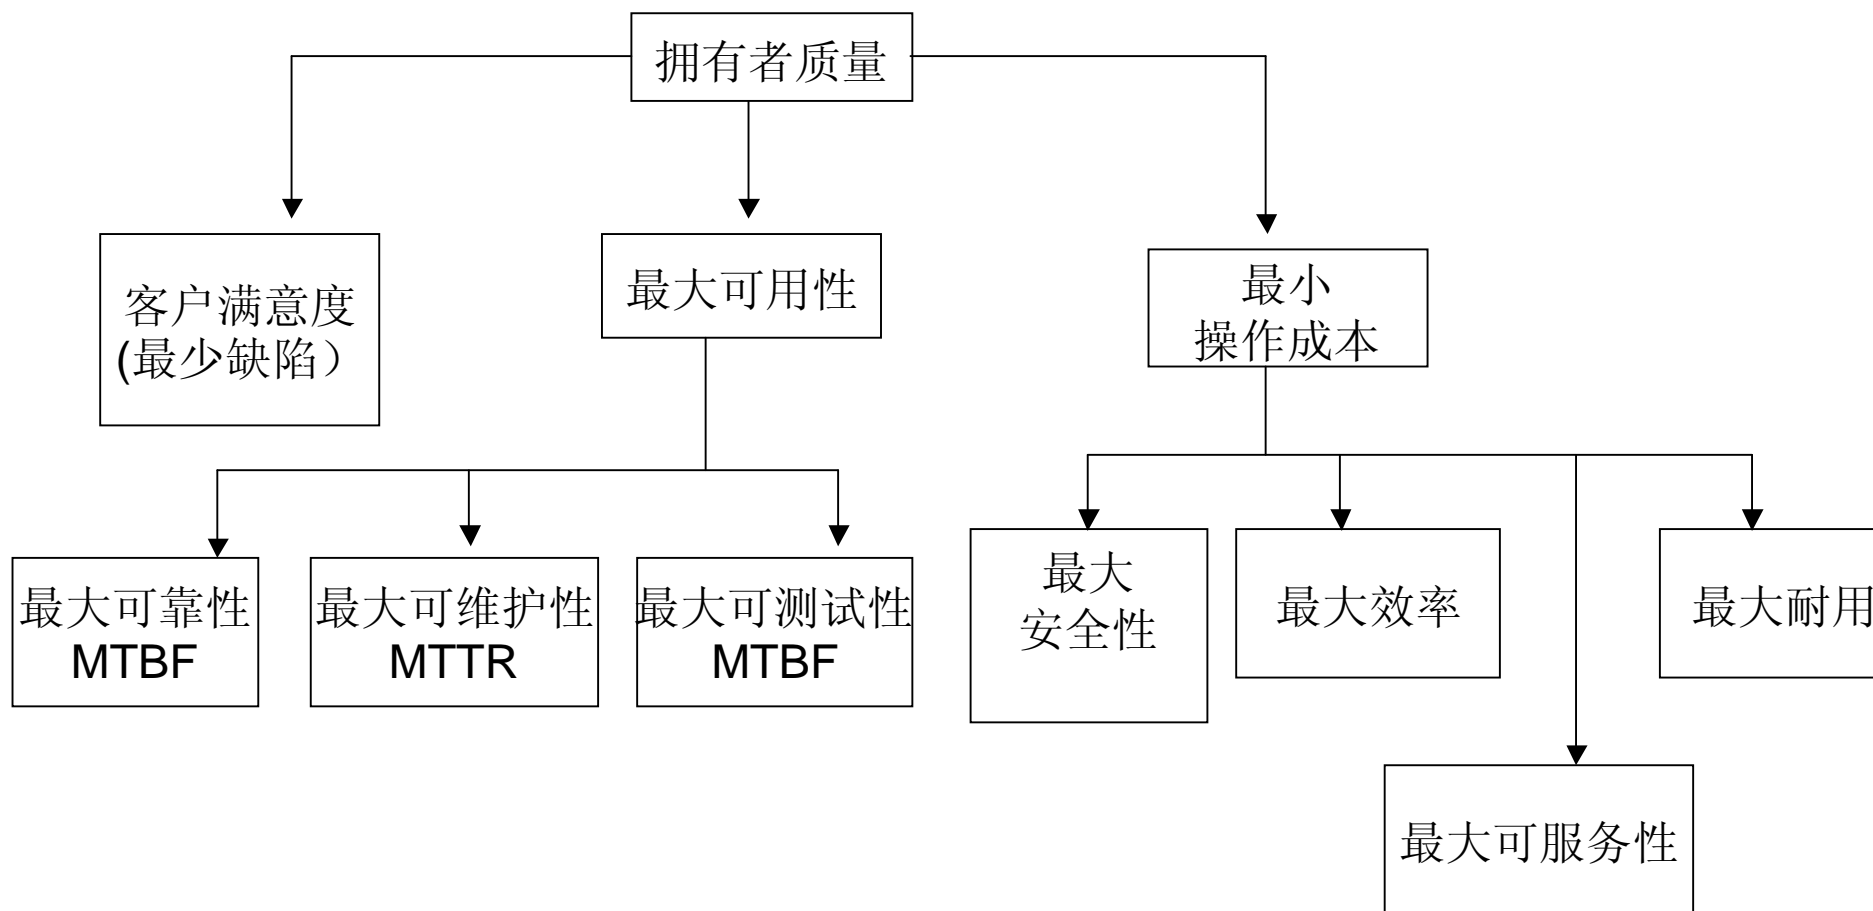 拥有者质量
客户满意度
(最少缺陷）
最大可用性
最小
操作成本
最大可靠性
MTBF
最大可维护性
MTTR
最大可测试性
MTBF
最大
安全性
最大效率
最大耐用
最大可服务性